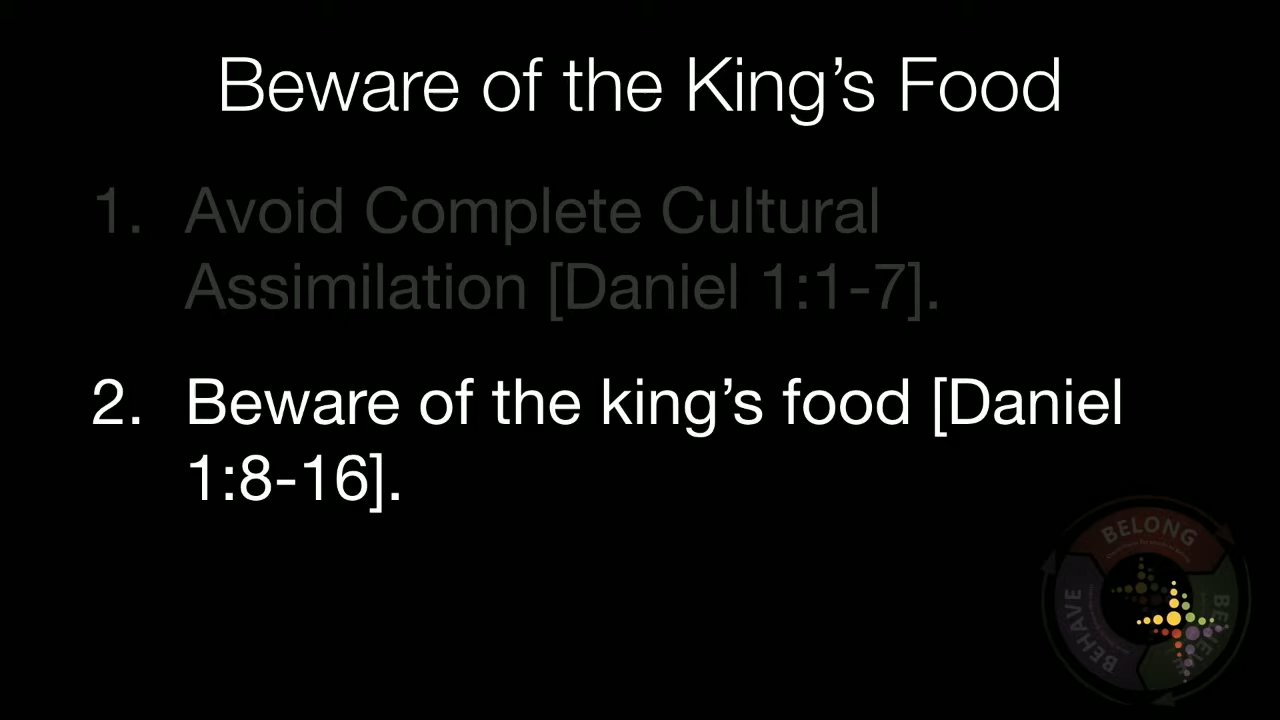 Beware of the King’s Food
1. Avoid Complete Cultural
Assimilation [Daniel 1:1-7].
2. Beware of the king’s food [Daniel
1:8-16].
BELONG
BEHAVE
BELIEVE